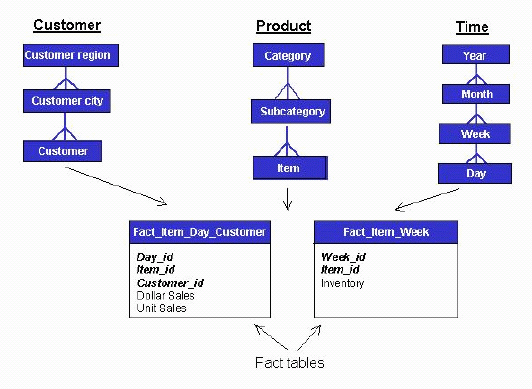 Customer
Product
Time
Customer region
Customer city
Customer
Category
Subcategory
Item
Year
Month
Week
Day
Fact_Item_Day_Customer
Day_id
Item_id
Customer_id
Dollar Sales
Unit Sales
Fact_Item_Week
Week_id
Item_id
Inventory
Fact tables